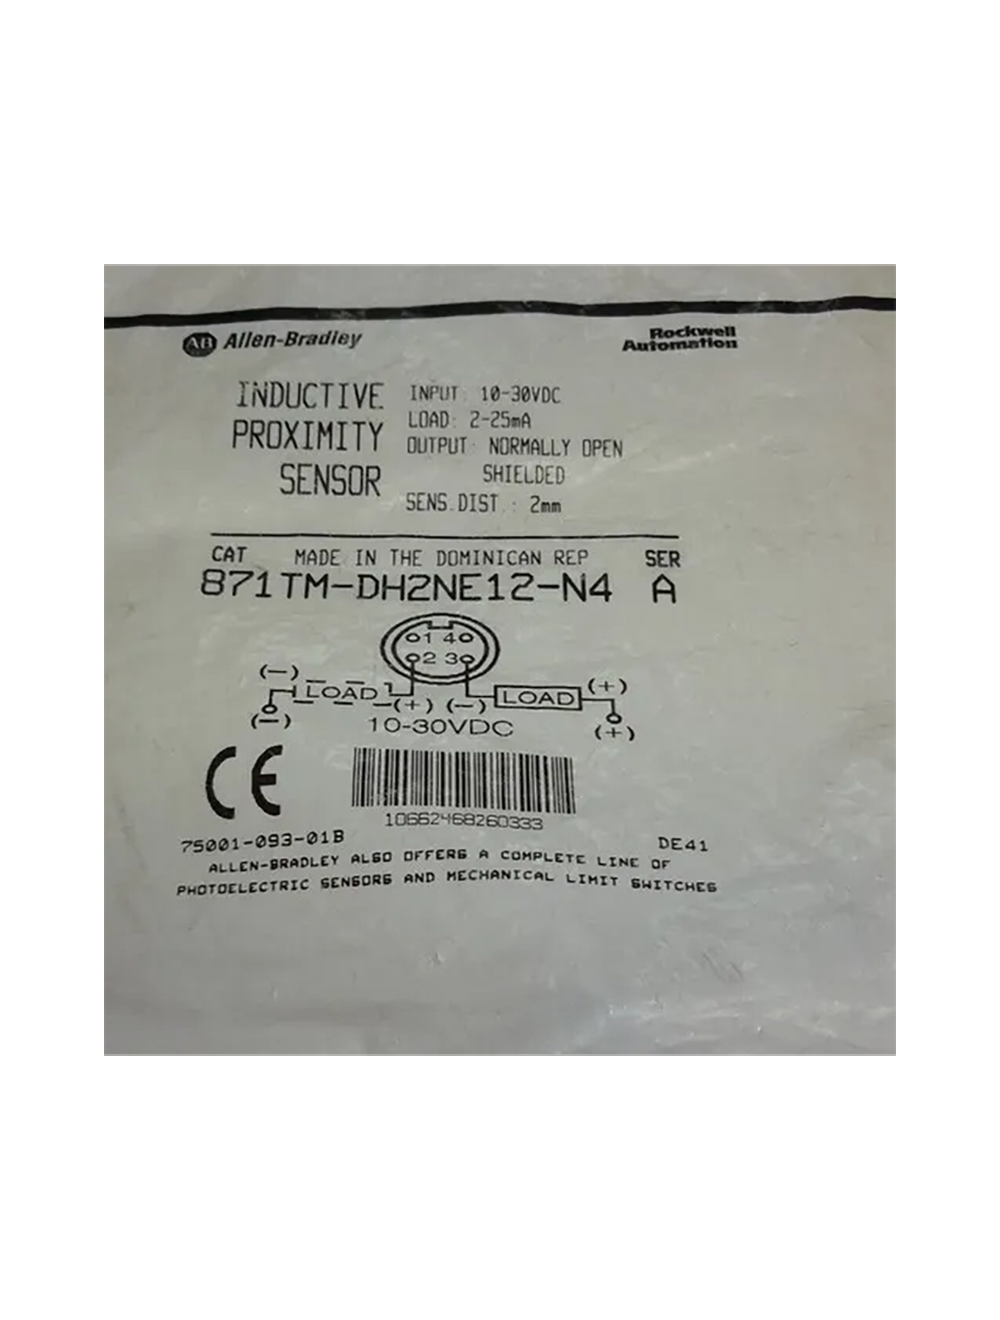 AB Allen-Bradley
Rockwell
Automation
INDUCTIVE
PROXIMITY
SENSOR
INPUT: 10-30VDC
LOAD: 2-25mA
OUTPUT: NORMALLY OPEN
SHIELDED
SENS.DIST.: 2mm
CAT MADE IN THE DOMINICAN REP SER
871TM-DH2NE12-N4 A
1 4
2 3
(-) LOAD (+) (-) LOAD (+)
(-) 10-30VDC (+)
CE
10662468260333
75001-093-01B DE41
ALLEN-BRADLEY ALSO OFFERS A COMPLETE LINE OF
PHOTOELECTRIC SENSORS AND MECHANICAL LIMIT SWITCHES